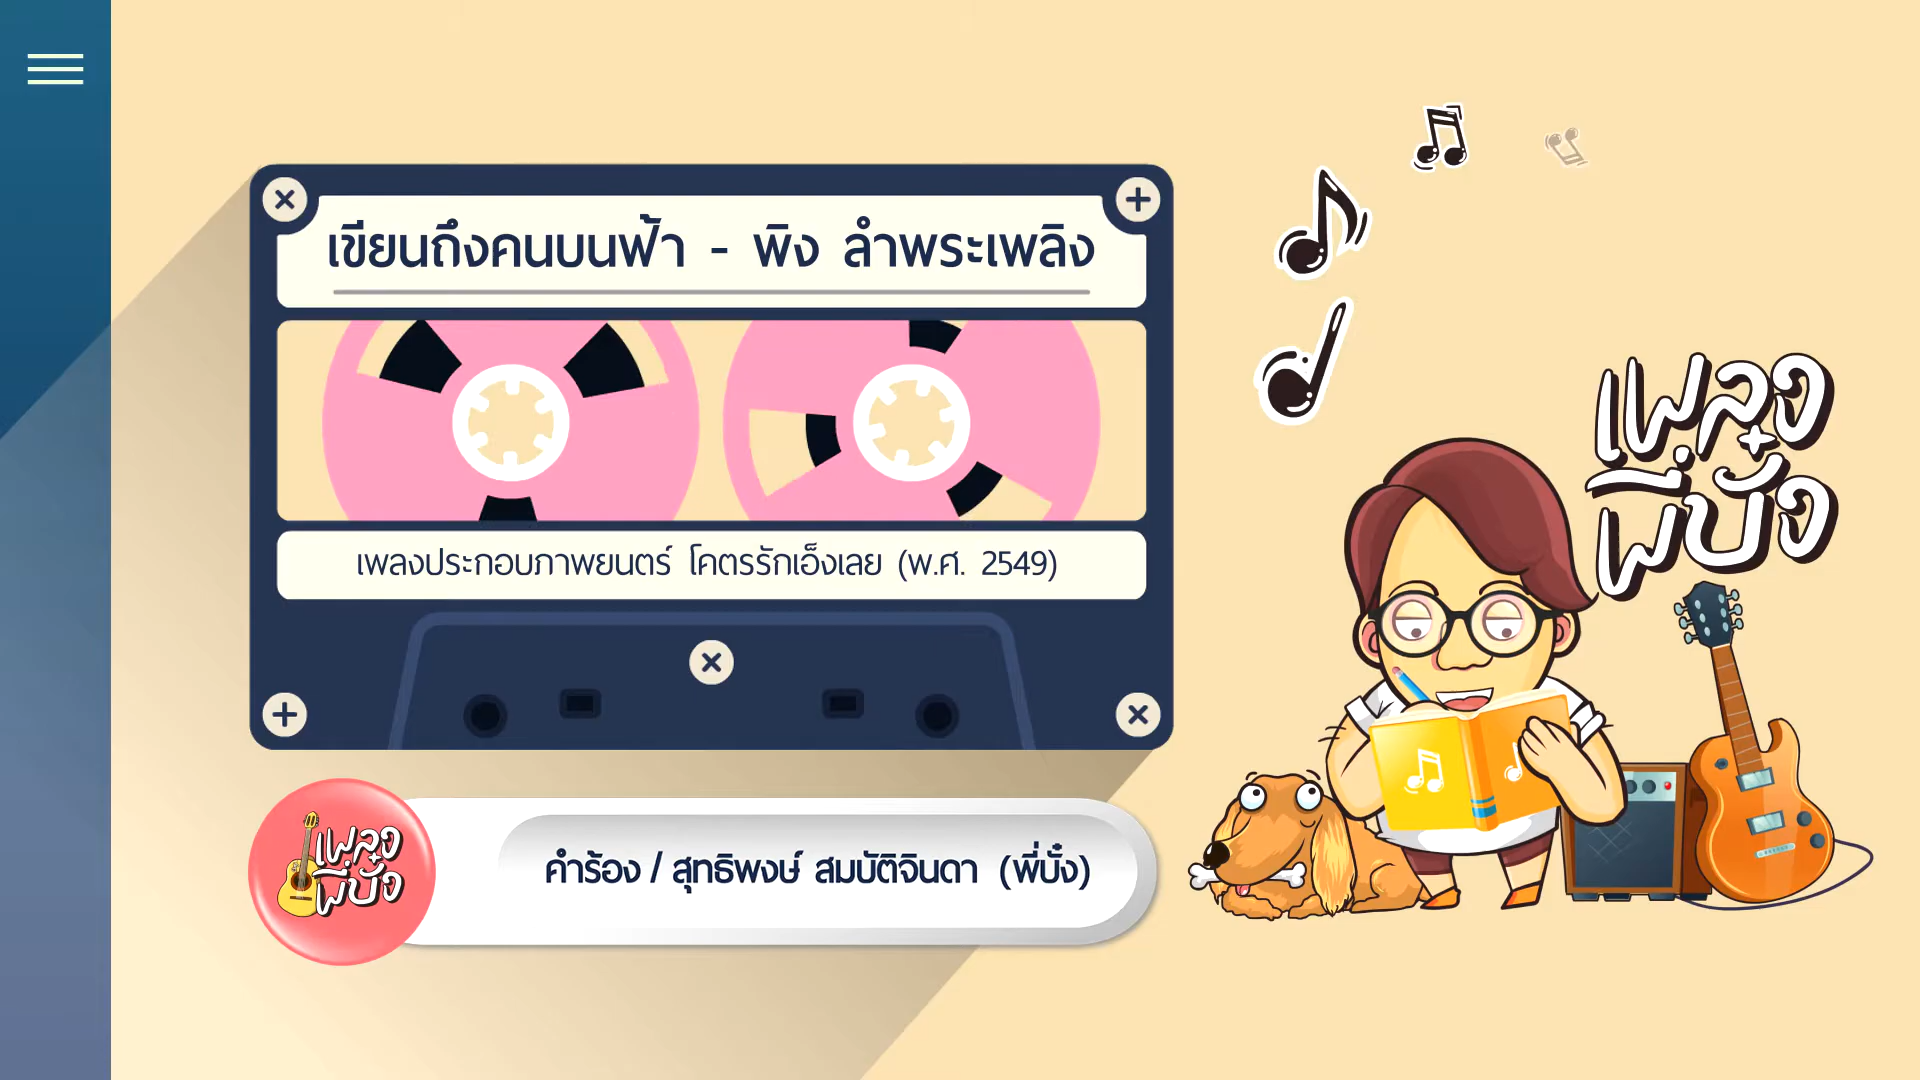 เขียนถึงคนบนฟ้า - พิง ลำพระเพลิง
เพลงประกอบภาพยนตร์ โคตรรักเอ็งเลย (พ.ศ. 2549)
เพลง
พี่บั๋ง
เพลง
พี่บั๋ง
คำร้อง / สุทธิพงษ์ สมบัติจินดา (พี่บั๋ง)